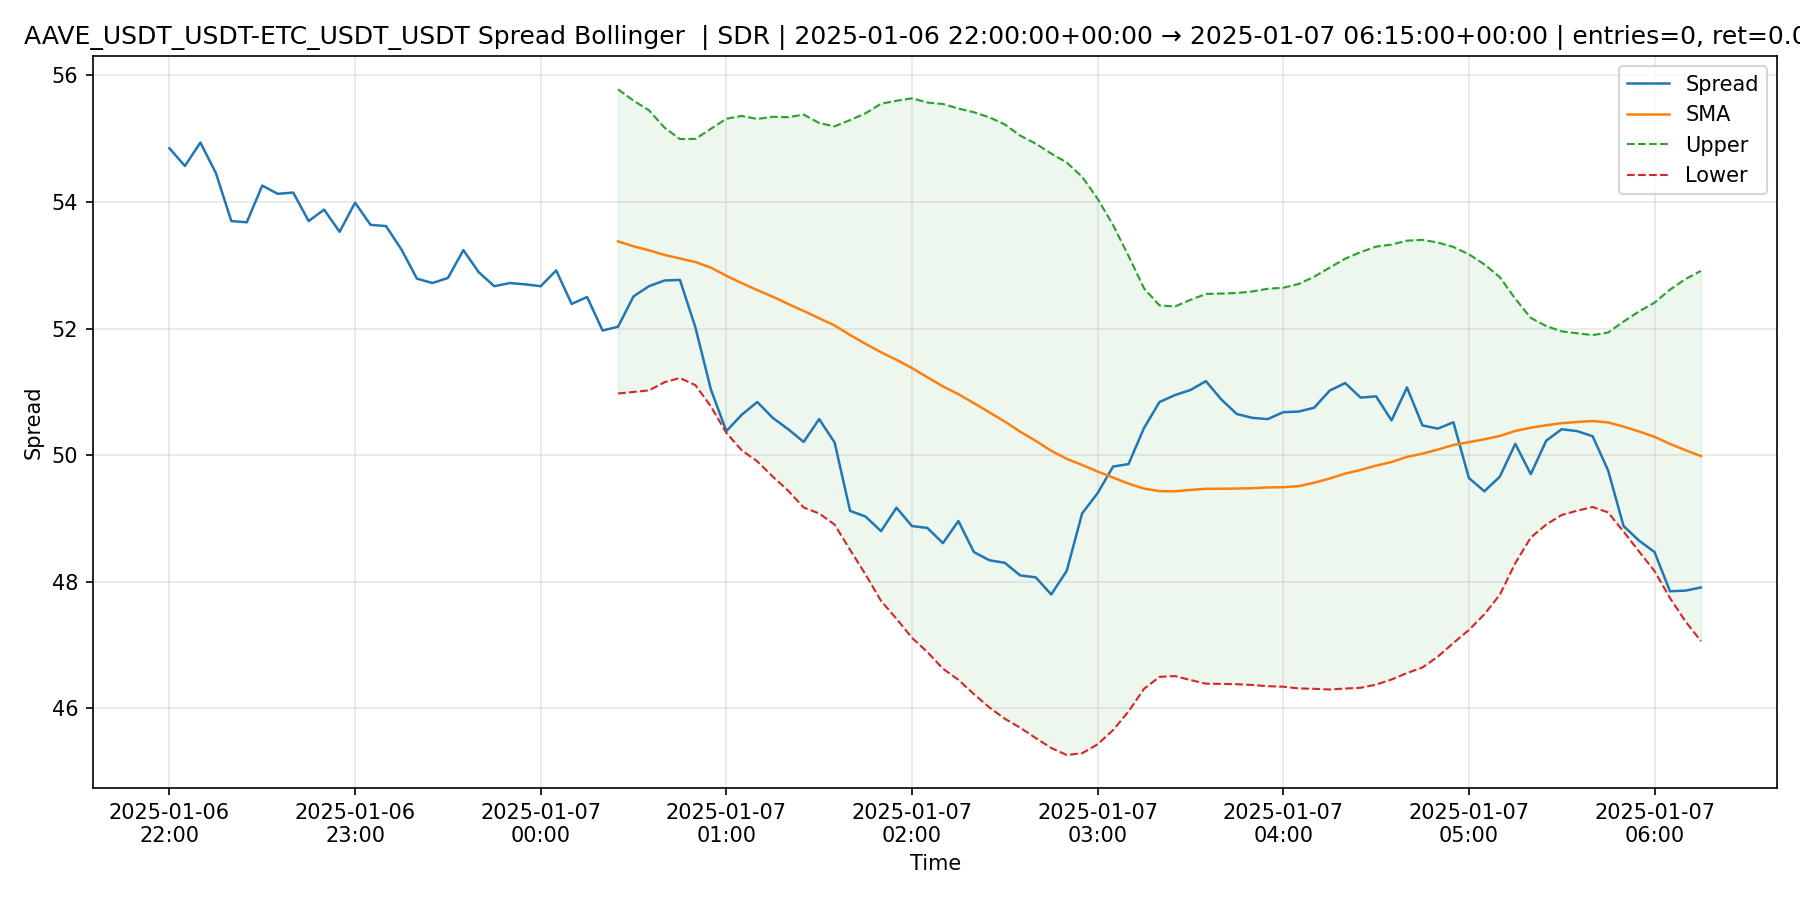 AAVE_USDT_USDT-ETC_USDT_USDT Spread Bollinger | SDR | 2025-01-06 22:00:00+00:00 → 2025-01-07 06:15:00+00:00 | entries=0, ret=0.0
56
54
52
50
48
46
Spread
Spread
SMA
Upper
Lower
2025-01-06 22:00
2025-01-06 23:00
2025-01-07 00:00
2025-01-07 01:00
2025-01-07 02:00
2025-01-07 03:00
2025-01-07 04:00
2025-01-07 05:00
2025-01-07 06:00
Time